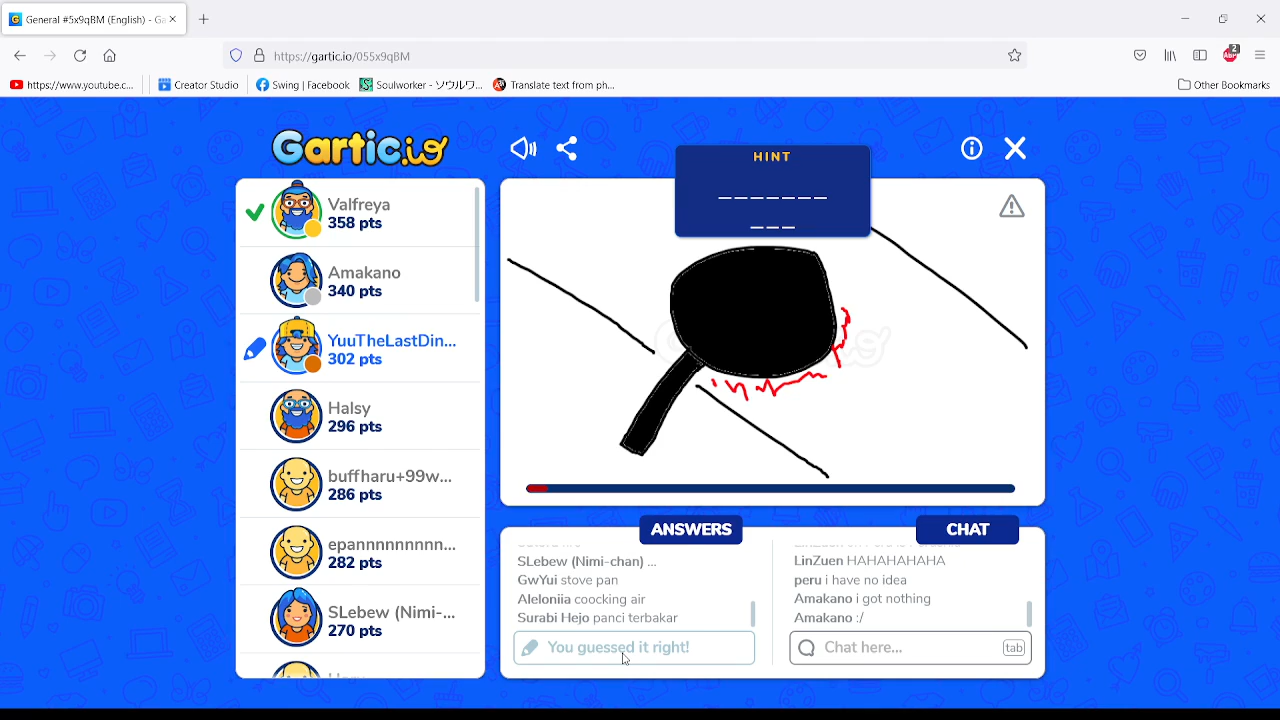 General #5x9qBM (English) - Ga
https://gartic.io/055x9qBM
2
https://www.youtube.c...
Creator Studio
Swing | Facebook
Soulworker - ソウルワ...
Translate text from ph...
Other Bookmarks
Gartic.io
HINT
Valfreya
358 pts
Amakano
340 pts
YuuTheLastDin...
302 pts
Halsy
296 pts
buffharu+99w...
286 pts
epannnnnnnnn...
282 pts
SLebew (Nimi-...
270 pts
ANSWERS
SLebew (Nimi-chan) ...
GwYui stove pan
Aleloniia coocking air
Surabi Hejo panci terbakar
You guessed it right!
CHAT
LinZuen HAHAHAHAHA
peru i have no idea
Amakano i got nothing
Amakano :/
Chat here...
tab